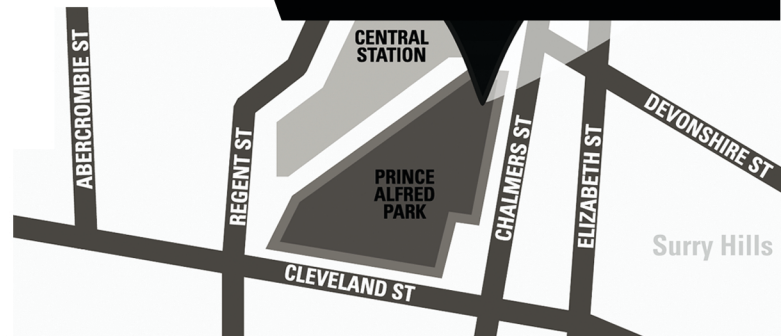 CENTRAL
STATION
ABERCROMBIE ST
REGENT ST
PRINCE
ALFRED
PARK
CHALMERS ST
ELIZABETH ST
DEVONSHIRE ST
Surry Hills
CLEVELAND ST